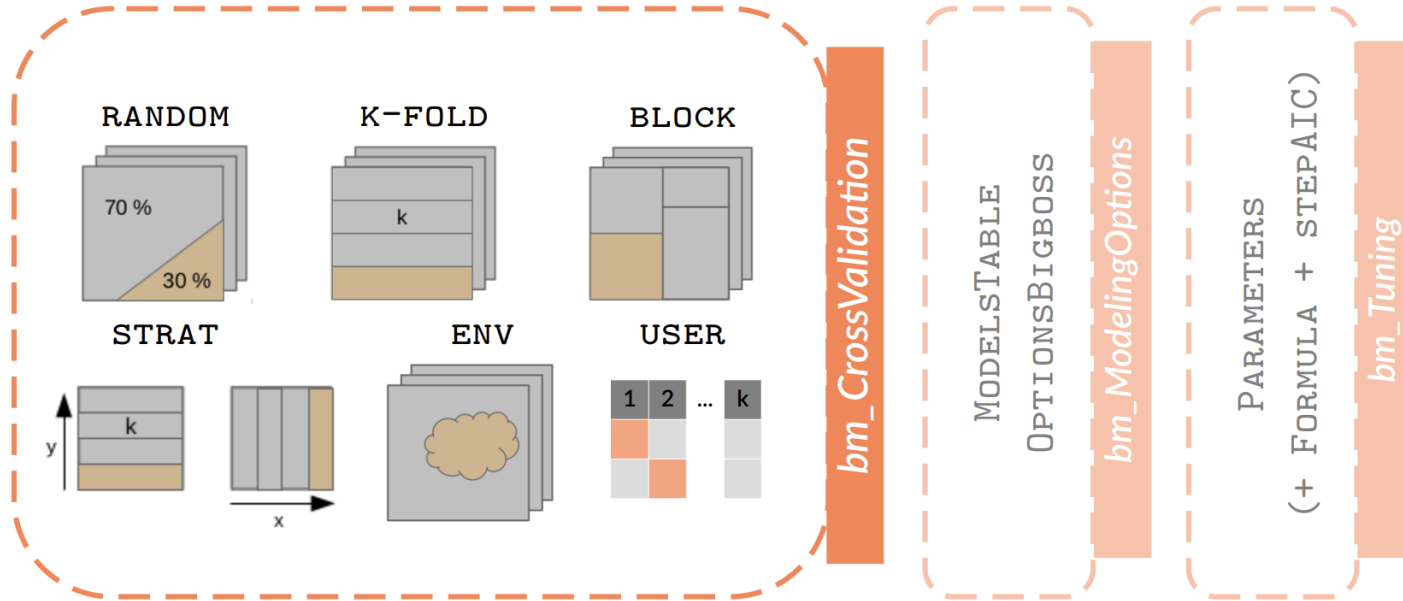 RANDOM
K-FOLD
BLOCK
70 %
30 %
k
STRAT
ENV
USER
k
y
x
1 2 ... k
bm_CrossValidation
MODELSTABLE
OPTIONSBIGBOSS
bm_ModelingOptions
PARAMETERS
(+ FORMULA + STEPAIC)
bm_Tuning